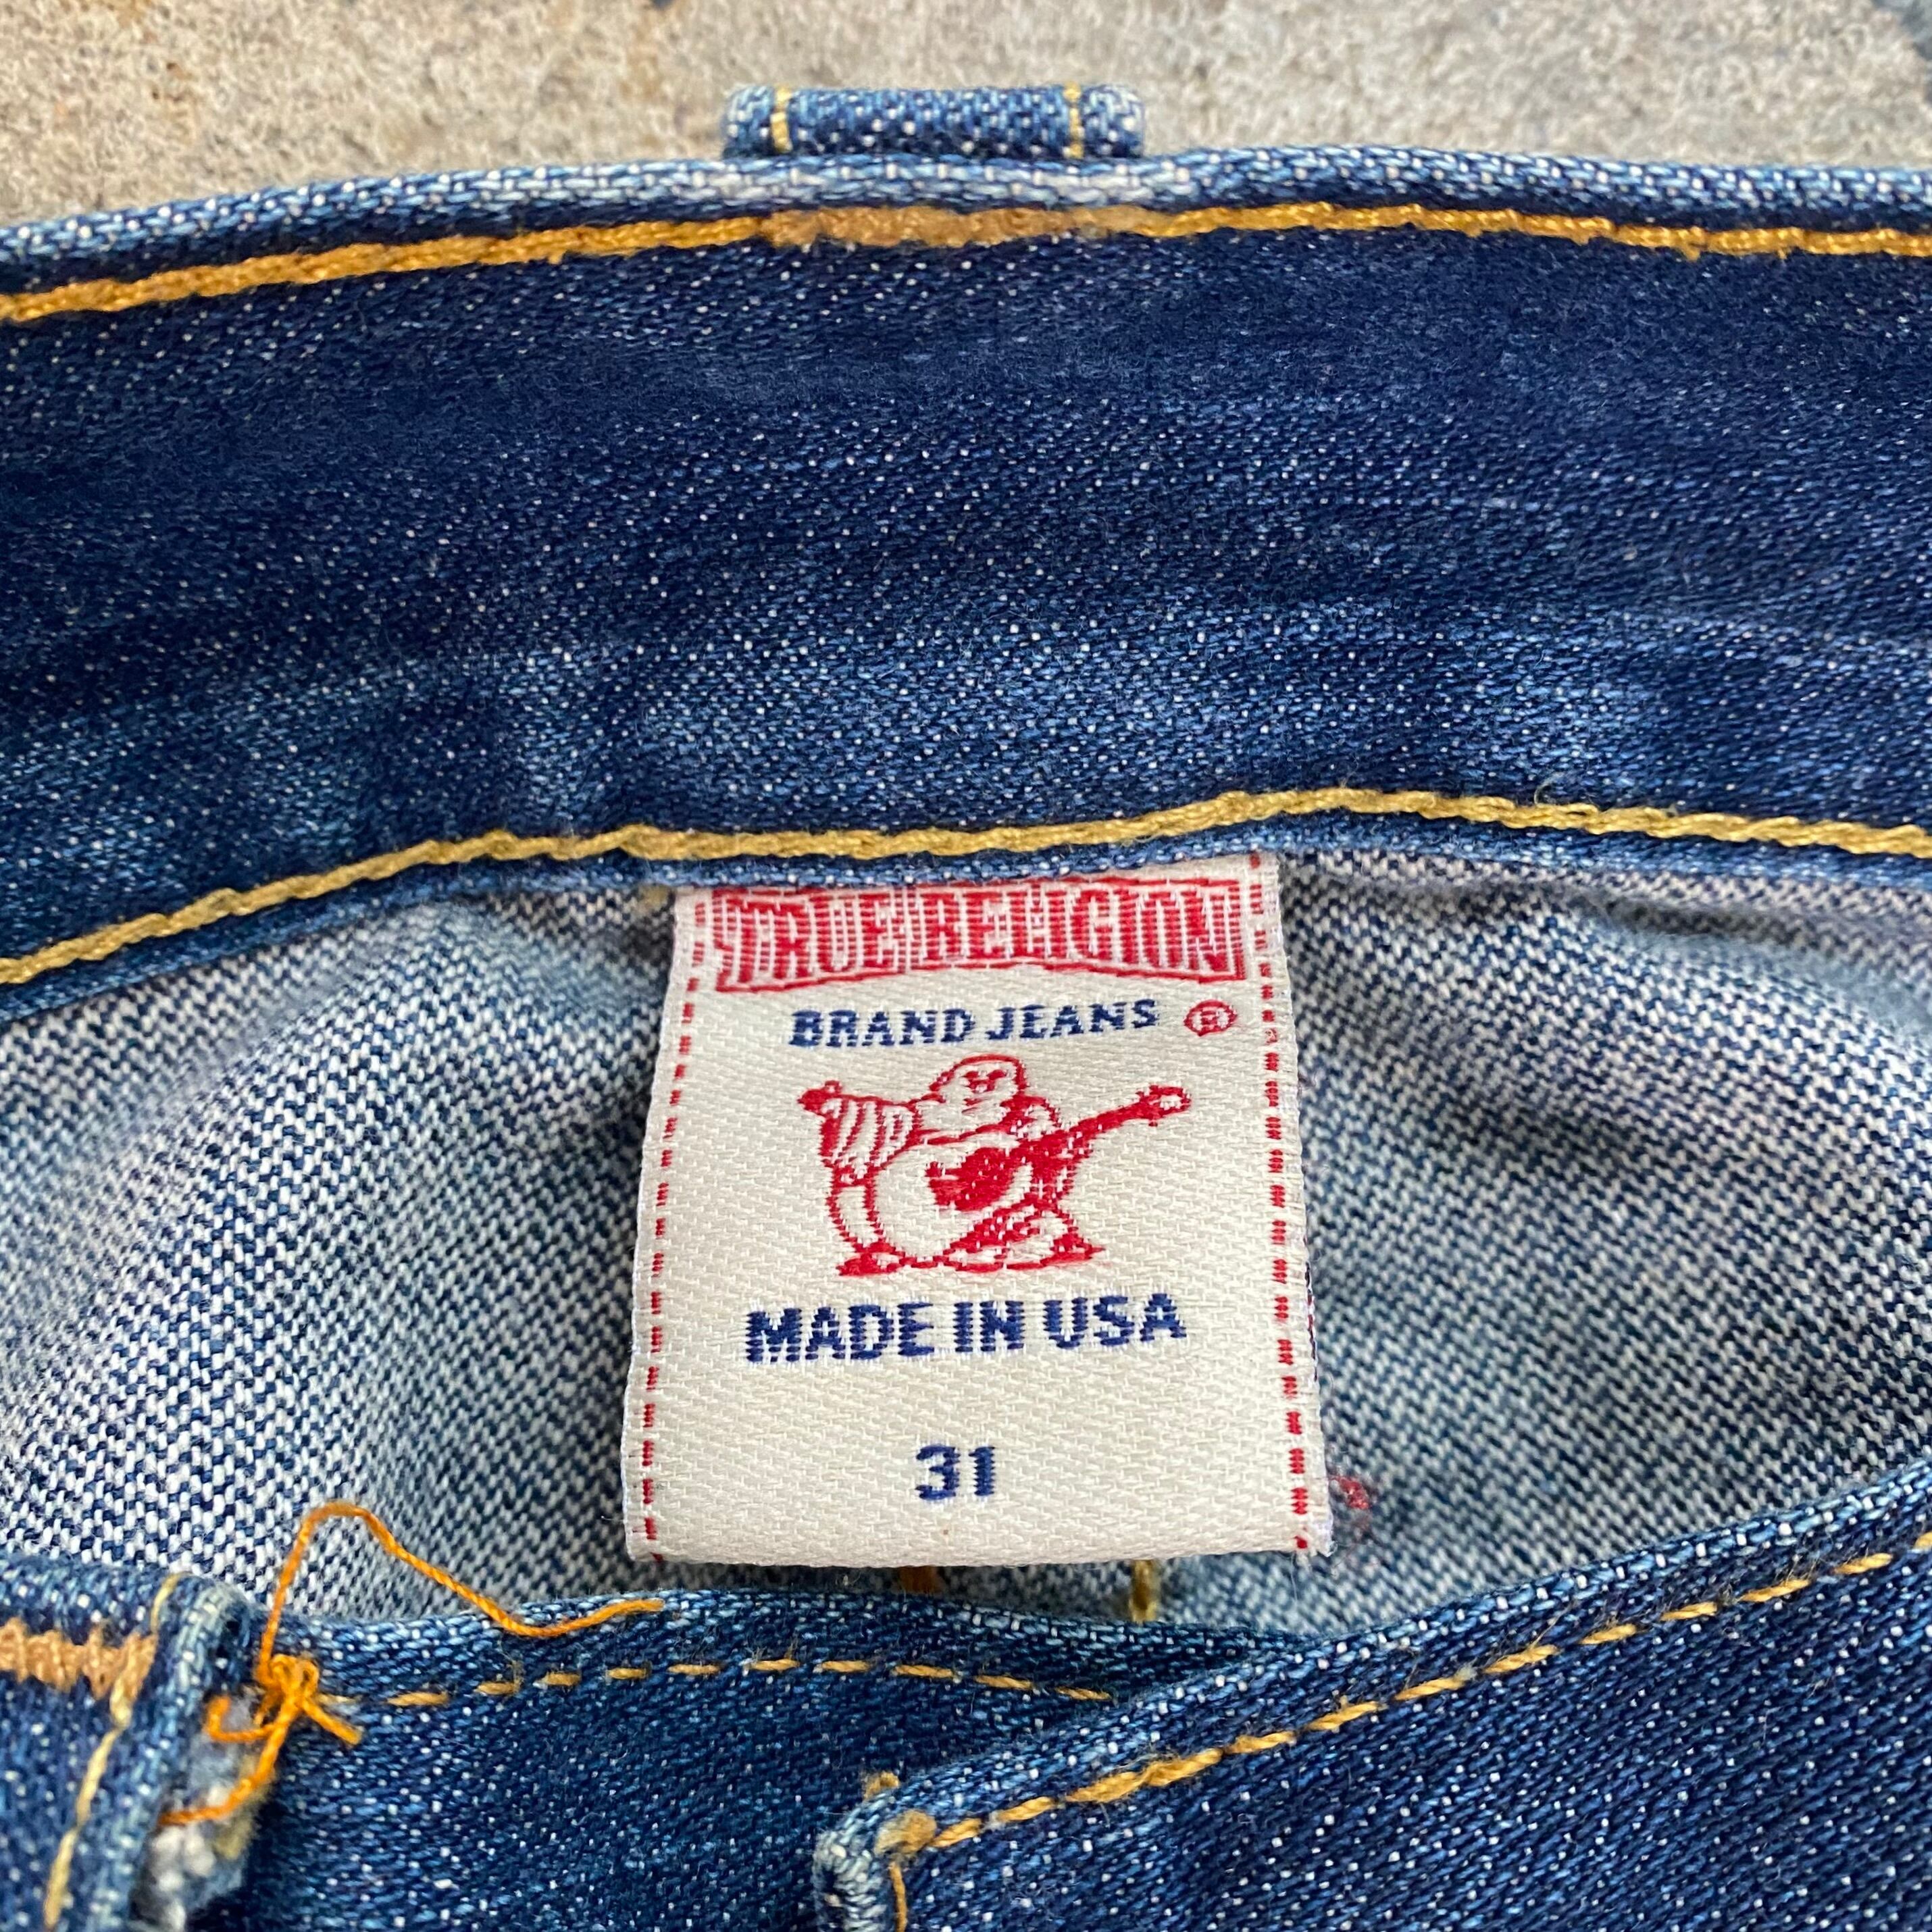 TRUE RELIGION
BRAND JEANS ®
MADE IN USA
31